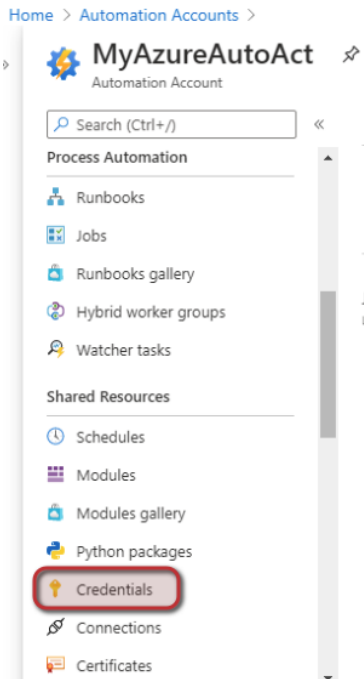 Home > Automation Accounts >
MyAzureAutoAct
Automation Account
Search (Ctrl+/)
Process Automation
Runbooks
Jobs
Runbooks gallery
Hybrid worker groups
Watcher tasks
Shared Resources
Schedules
Modules
Modules gallery
Python packages
Credentials
Connections
Certificates